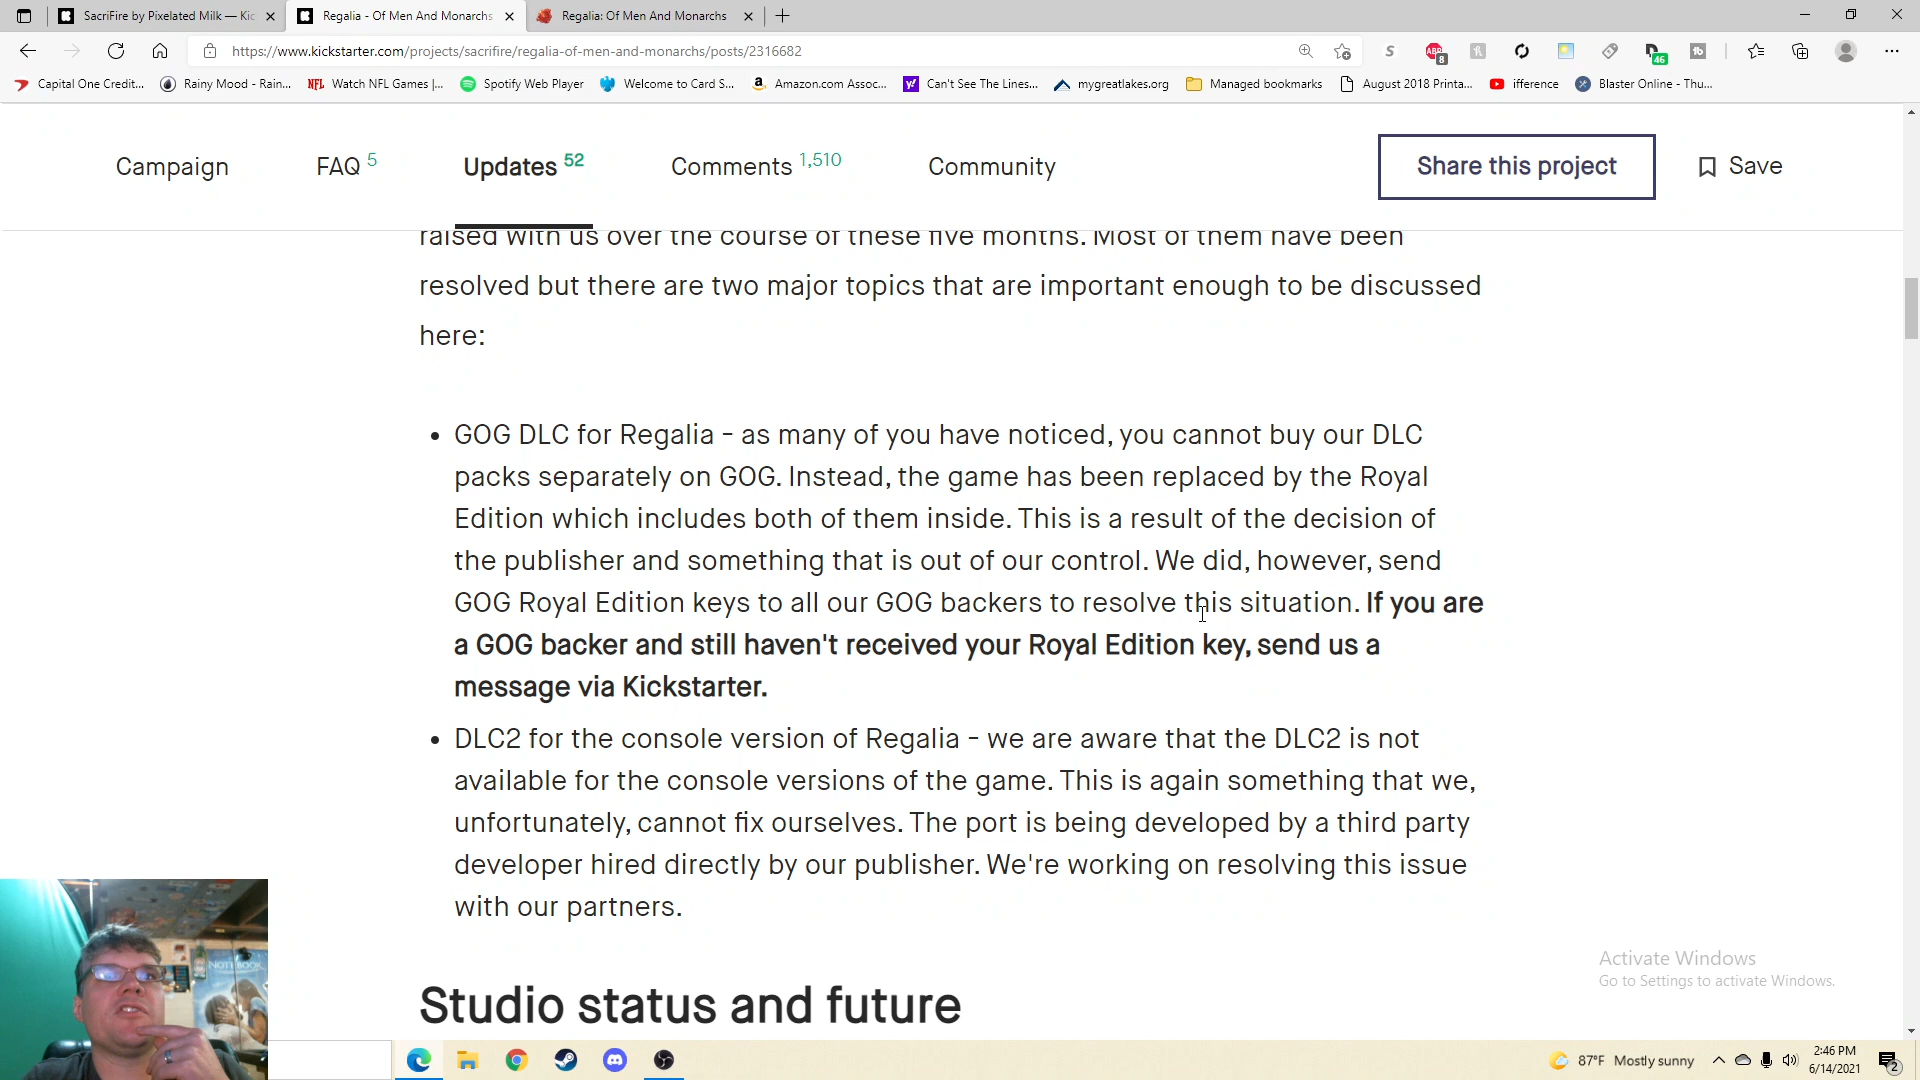 SacriFire by Pixelated Milk — Kic
Regalia - Of Men And Monarchs
Regalia: Of Men And Monarchs
https://www.kickstarter.com/projects/sacrifire/regalia-of-men-and-monarchs/posts/2316682
S
ABP
8
46
tb
Capital One Credit...
Rainy Mood - Rain...
NFL
Watch NFL Games |...
Spotify Web Player
Welcome to Card S...
a
Amazon.com Assoc...
y!
Can't See The Lines...
mygreatlakes.org
Managed bookmarks
August 2018 Printa...
ifference
Blaster Online - Thu...
Campaign
FAQ 5
Updates 52
Comments 1,510
Community
Share this project
Save
raised with us over the course of these five months. Most of them have been
resolved but there are two major topics that are important enough to be discussed
here:
• GOG DLC for Regalia - as many of you have noticed, you cannot buy our DLC
packs separately on GOG. Instead, the game has been replaced by the Royal
Edition which includes both of them inside. This is a result of the decision of
the publisher and something that is out of our control. We did, however, send
GOG Royal Edition keys to all our GOG backers to resolve this situation. If you are
a GOG backer and still haven't received your Royal Edition key, send us a
message via Kickstarter.
• DLC2 for the console version of Regalia - we are aware that the DLC2 is not
available for the console versions of the game. This is again something that we,
unfortunately, cannot fix ourselves. The port is being developed by a third party
developer hired directly by our publisher. We're working on resolving this issue
with our partners.
Studio status and future
Activate Windows
Go to Settings to activate Windows.
NOTEBOOK
87°F Mostly sunny
2:46 PM
6/14/2021
2